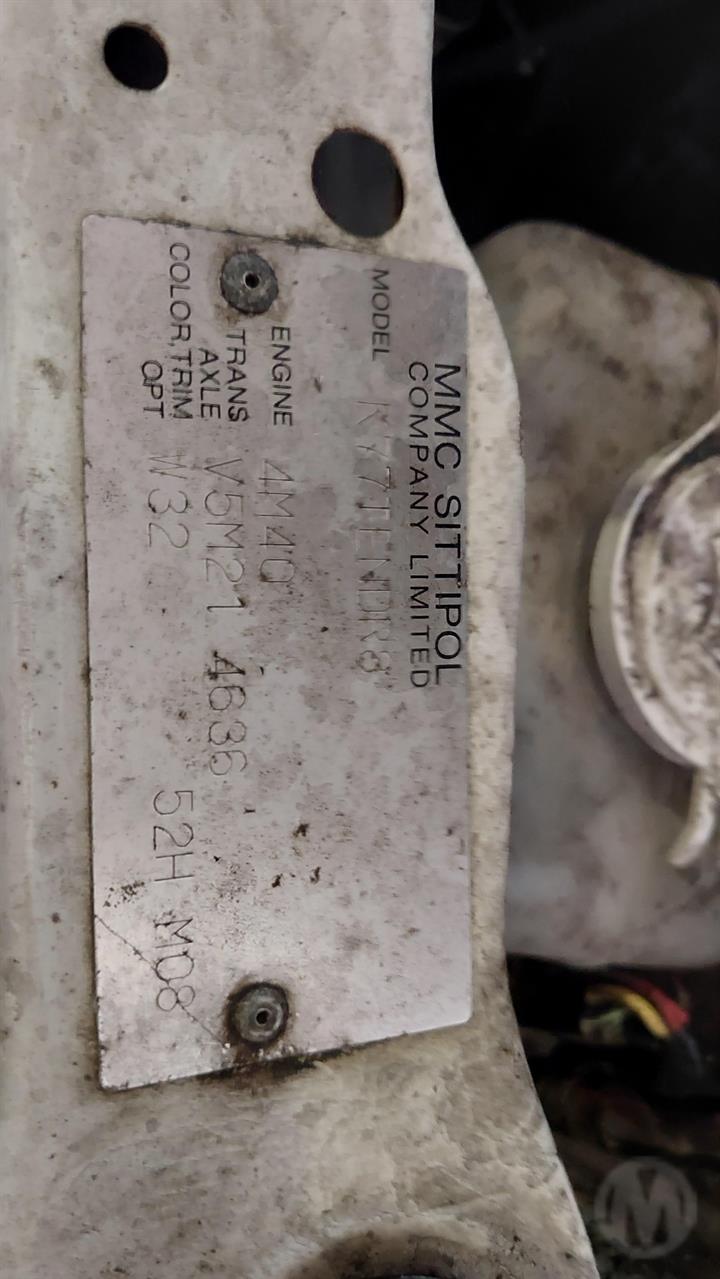 MMC SITTIPOL
COMPANY LIMITED
MODEL K77TENDR8
ENGINE 4M40
TRANS AXLE V5M21 4636
COLOR,TRIM OPT W32 52H M08
M